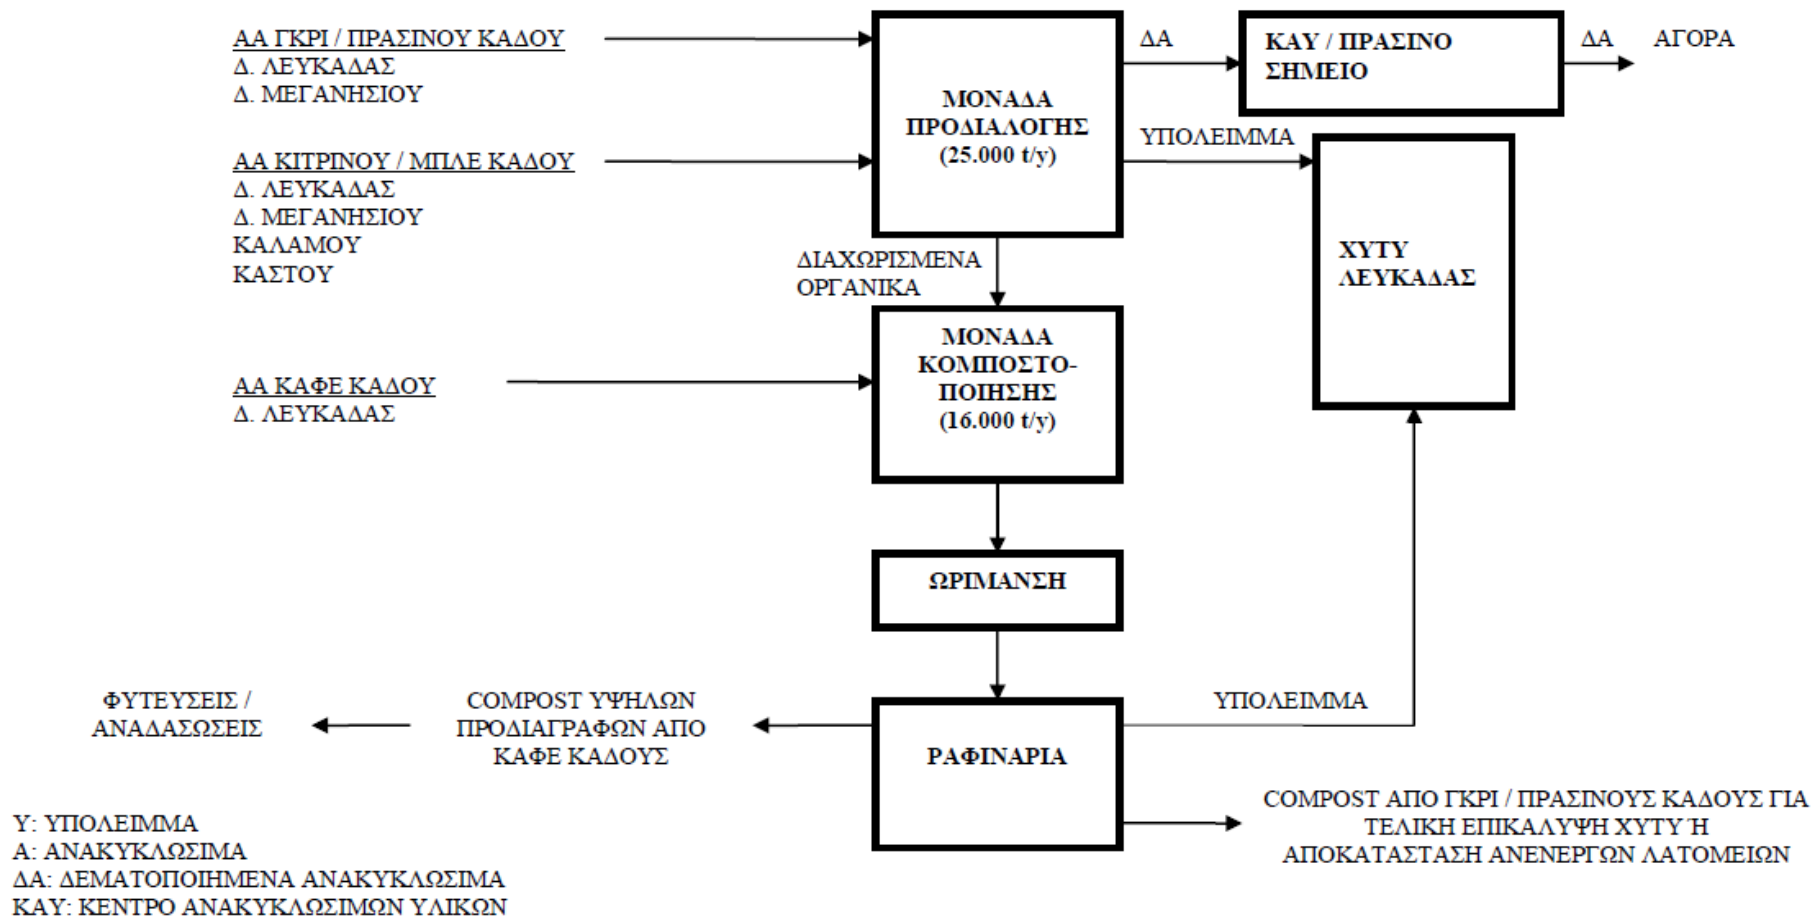 ΑΑ ΓΚΡΙ / ΠΡΑΣΙΝΟΥ ΚΑΔΟΥ
Δ. ΛΕΥΚΑΔΑΣ
Δ. ΜΕΓΑΝΗΣΙΟΥ
ΑΑ ΚΙΤΡΙΝΟΥ / ΜΠΛΕ ΚΑΔΟΥ
Δ. ΛΕΥΚΑΔΑΣ
Δ. ΜΕΓΑΝΗΣΙΟΥ
ΚΑΛΑΜΟΥ
ΚΑΣΤΟΥ
ΜΟΝΑΔΑ
ΠΡΟΔΙΑΛΟΓΗΣ
(25.000 t/y)
ΔΑ
ΚΑΥ / ΠΡΑΣΙΝΟ
ΣΗΜΕΙΟ
ΔΑ
ΑΓΟΡΑ
ΥΠΟΛΕΙΜΜΑ
ΧΥΤΥ
ΛΕΥΚΑΔΑΣ
ΔΙΑΧΩΡΙΣΜΕΝΑ
ΟΡΓΑΝΙΚΑ
ΑΑ ΚΑΦΕ ΚΑΔΟΥ
Δ. ΛΕΥΚΑΔΑΣ
ΜΟΝΑΔΑ
ΚΟΜΠΟΣΤΟ-
ΠΟΙΗΣΗΣ
(16.000 t/y)
ΩΡΙΜΑΝΣΗ
ΦΥΤΕΥΣΕΙΣ /
ΑΝΑΔΑΣΩΣΕΙΣ
COMPOST ΥΨΗΛΩΝ
ΠΡΟΔΙΑΓΡΑΦΩΝ ΑΠΟ
ΚΑΦΕ ΚΑΔΟΥΣ
ΡΑΦΙΝΑΡΙΑ
ΥΠΟΛΕΙΜΜΑ
COMPOST ΑΠΟ ΓΚΡΙ / ΠΡΑΣΙΝΟΥΣ ΚΑΔΟΥΣ ΓΙΑ
ΤΕΛΙΚΗ ΕΠΙΚΑΛΥΨΗ ΧΥΤΥ Ή
ΑΠΟΚΑΤΑΣΤΑΣΗ ΑΝΕΝΕΡΓΩΝ ΛΑΤΟΜΕΙΩΝ
Υ: ΥΠΟΛΕΙΜΜΑ
Α: ΑΝΑΚΥΚΛΩΣΙΜΑ
ΔΑ: ΔΕΜΑΤΟΠΟΙΗΜΕΝΑ ΑΝΑΚΥΚΛΩΣΙΜΑ
ΚΑΥ: ΚΕΝΤΡΟ ΑΝΑΚΥΚΛΩΣΙΜΩΝ ΥΛΙΚΩΝ